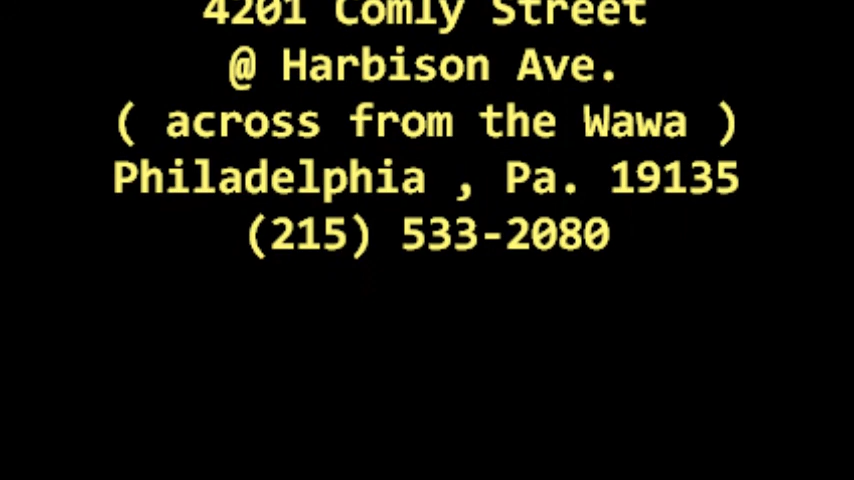 4201 Comly Street
@ Harbison Ave.
( across from the Wawa )
Philadelphia , Pa. 19135
(215) 533-2080